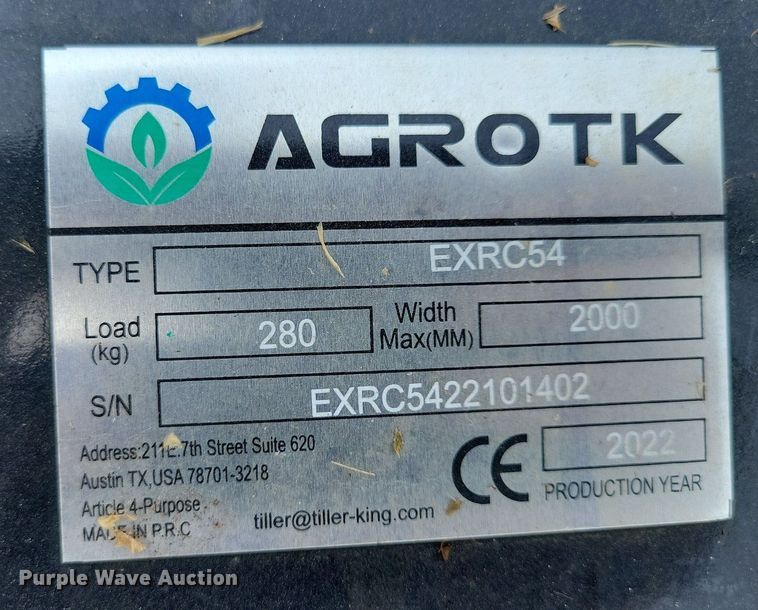 AGROTK
TYPE EXRC54
Load (kg) 280 Width Max(MM) 2000
S/N EXRC5422101402
Address:211E.7th Street Suite 620
Austin TX,USA 78701-3218
Article 4-Purpose
MADE IN P.R.C
tiller@tiller-king.com
CE
2022
PRODUCTION YEAR
Purple Wave Auction